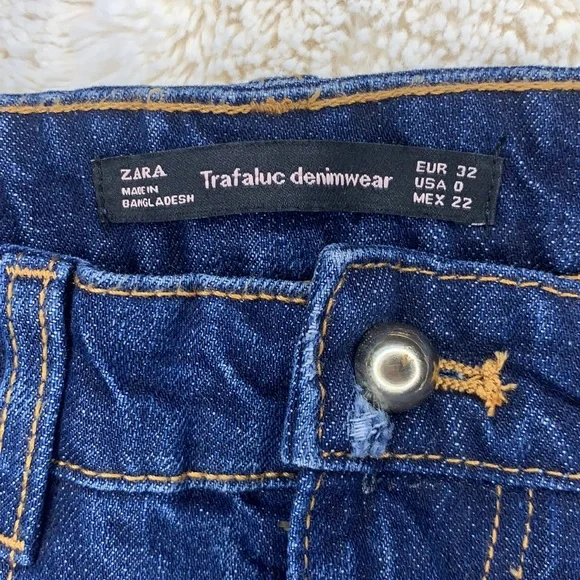 ZARA
MADE IN
BANGLADESH
Trafaluc denimwear
EUR 32
USA 0
MEX 22